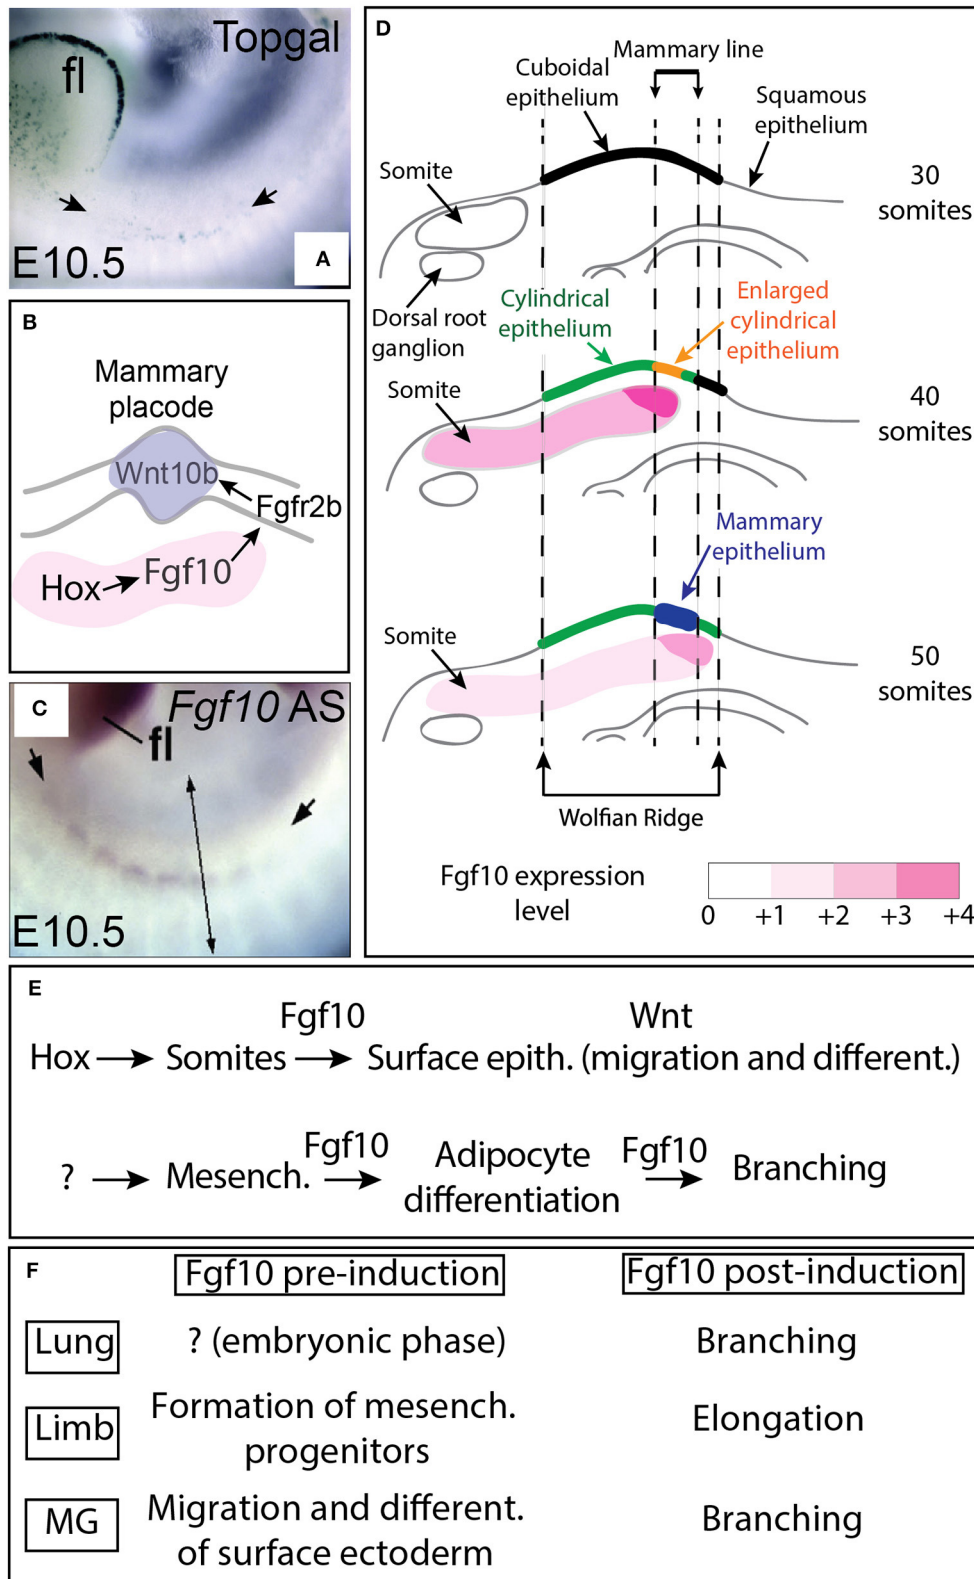 Topgal
fl
E10.5
A
B
Mammary
placode
Wnt10b
Fgfr2b
Hox
Fgf10
C
Fgf10 AS
fl
E10.5
D
Mammary line
Cuboidal
epithelium
Squamous
epithelium
Somite
30
somites
Dorsal root
ganglion
Cylindrical
epithelium
Enlarged
cylindrical
epithelium
Somite
40
somites
Mammary
epithelium
Somite
50
somites
Wolfian Ridge
Fgf10 expression
level
0 +1 +2 +3 +4
E
Fgf10 Wnt
Hox → Somites → Surface epith. (migration and different.)
Fgf10 Fgf10
? → Mesench. → Adipocyte
differentiation → Branching
F
Fgf10 pre-induction Fgf10 post-induction
Lung ? (embryonic phase) Branching
Limb Formation of mesench.
progenitors Elongation
MG Migration and different.
of surface ectoderm Branching